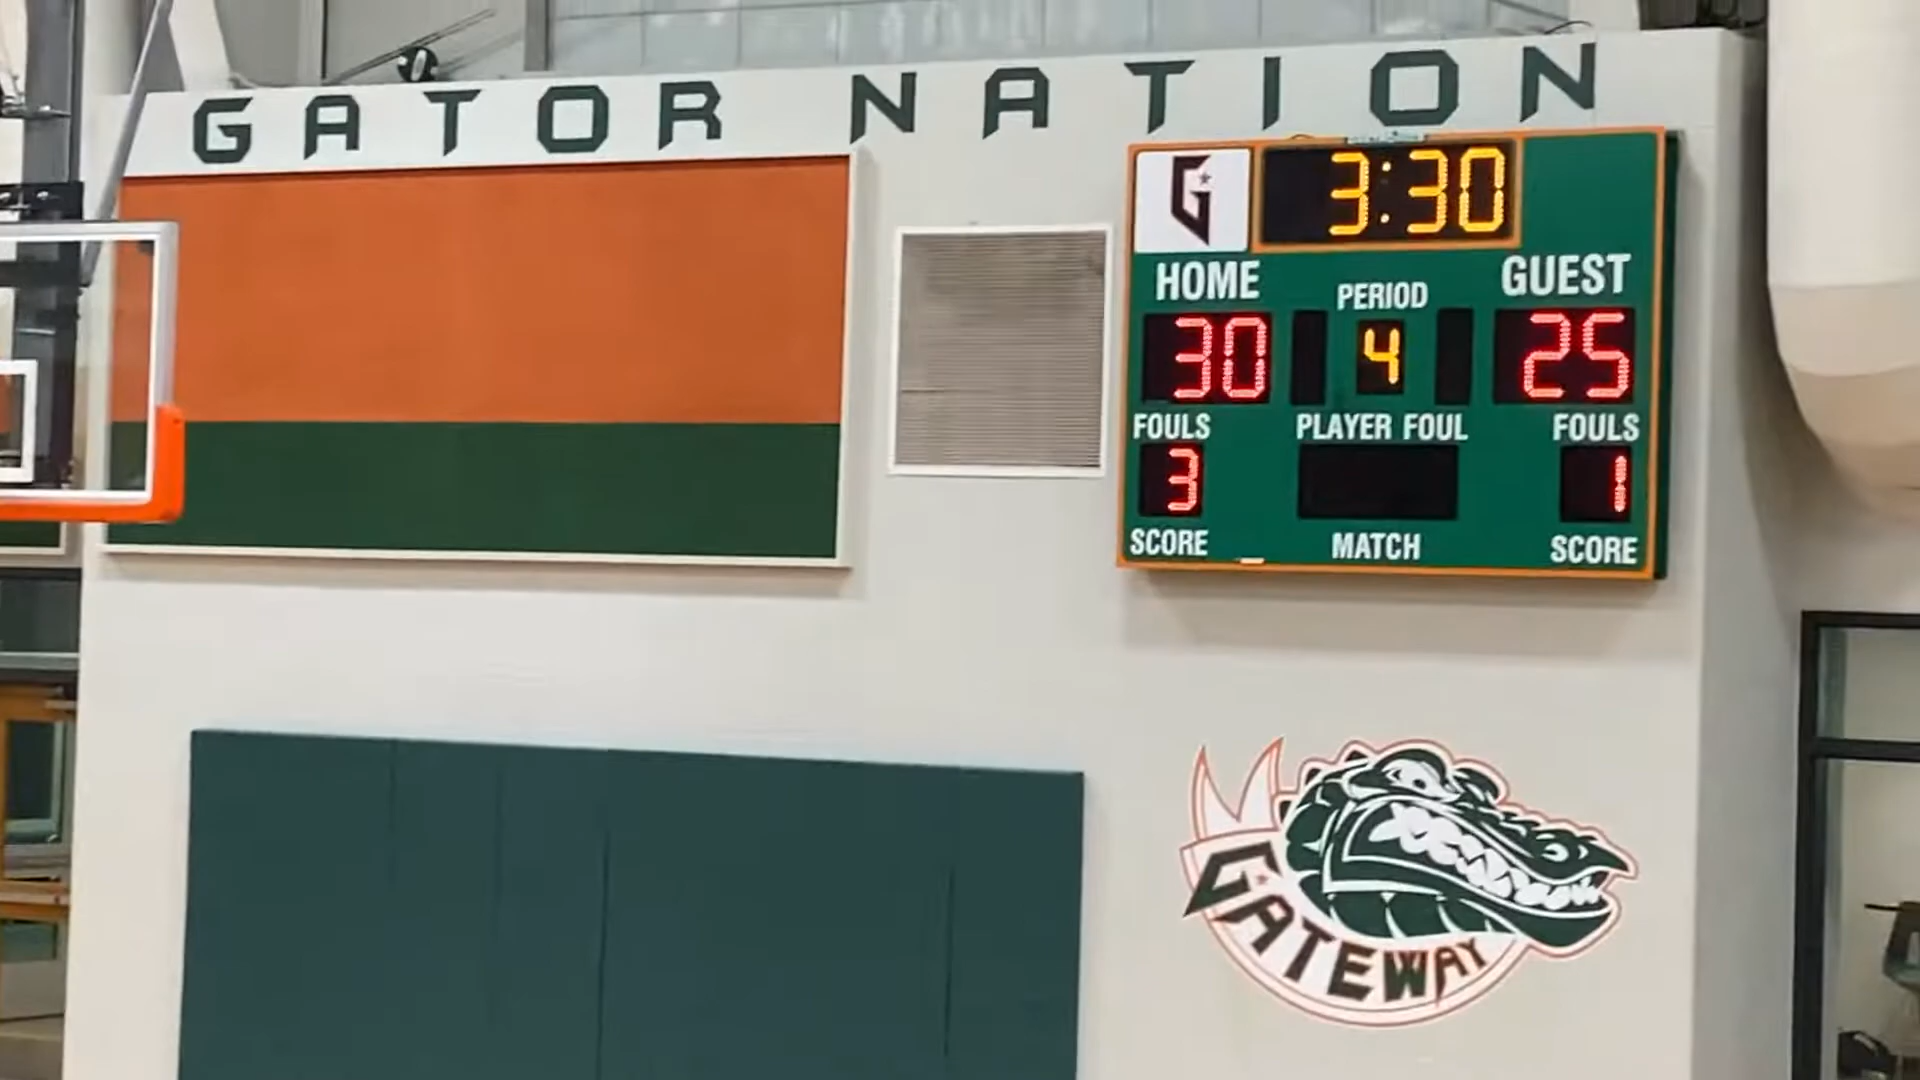 GATOR NATION
G
3:30
HOME
PERIOD
GUEST
30
4
25
FOULS
PLAYER FOUL
FOULS
3
1
SCORE
MATCH
SCORE
GATEWAY